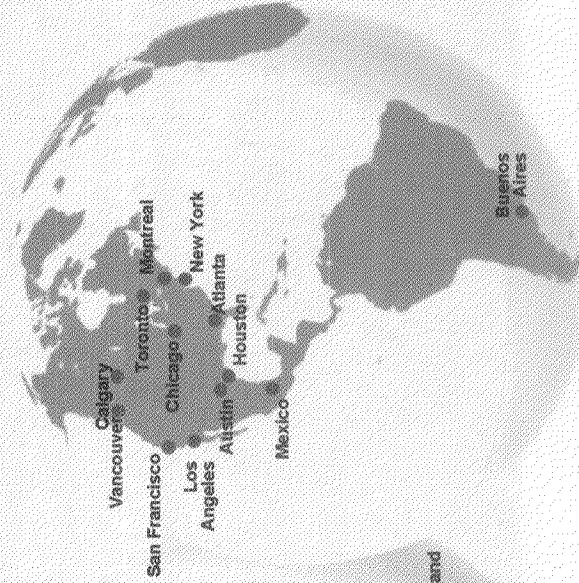 Calgary
Vancouver
San Francisco
Los
Angeles
Toronto
Montreal
Chicago
New York
Atlanta
Houston
Austin
Mexico
Buenos
Aires
and